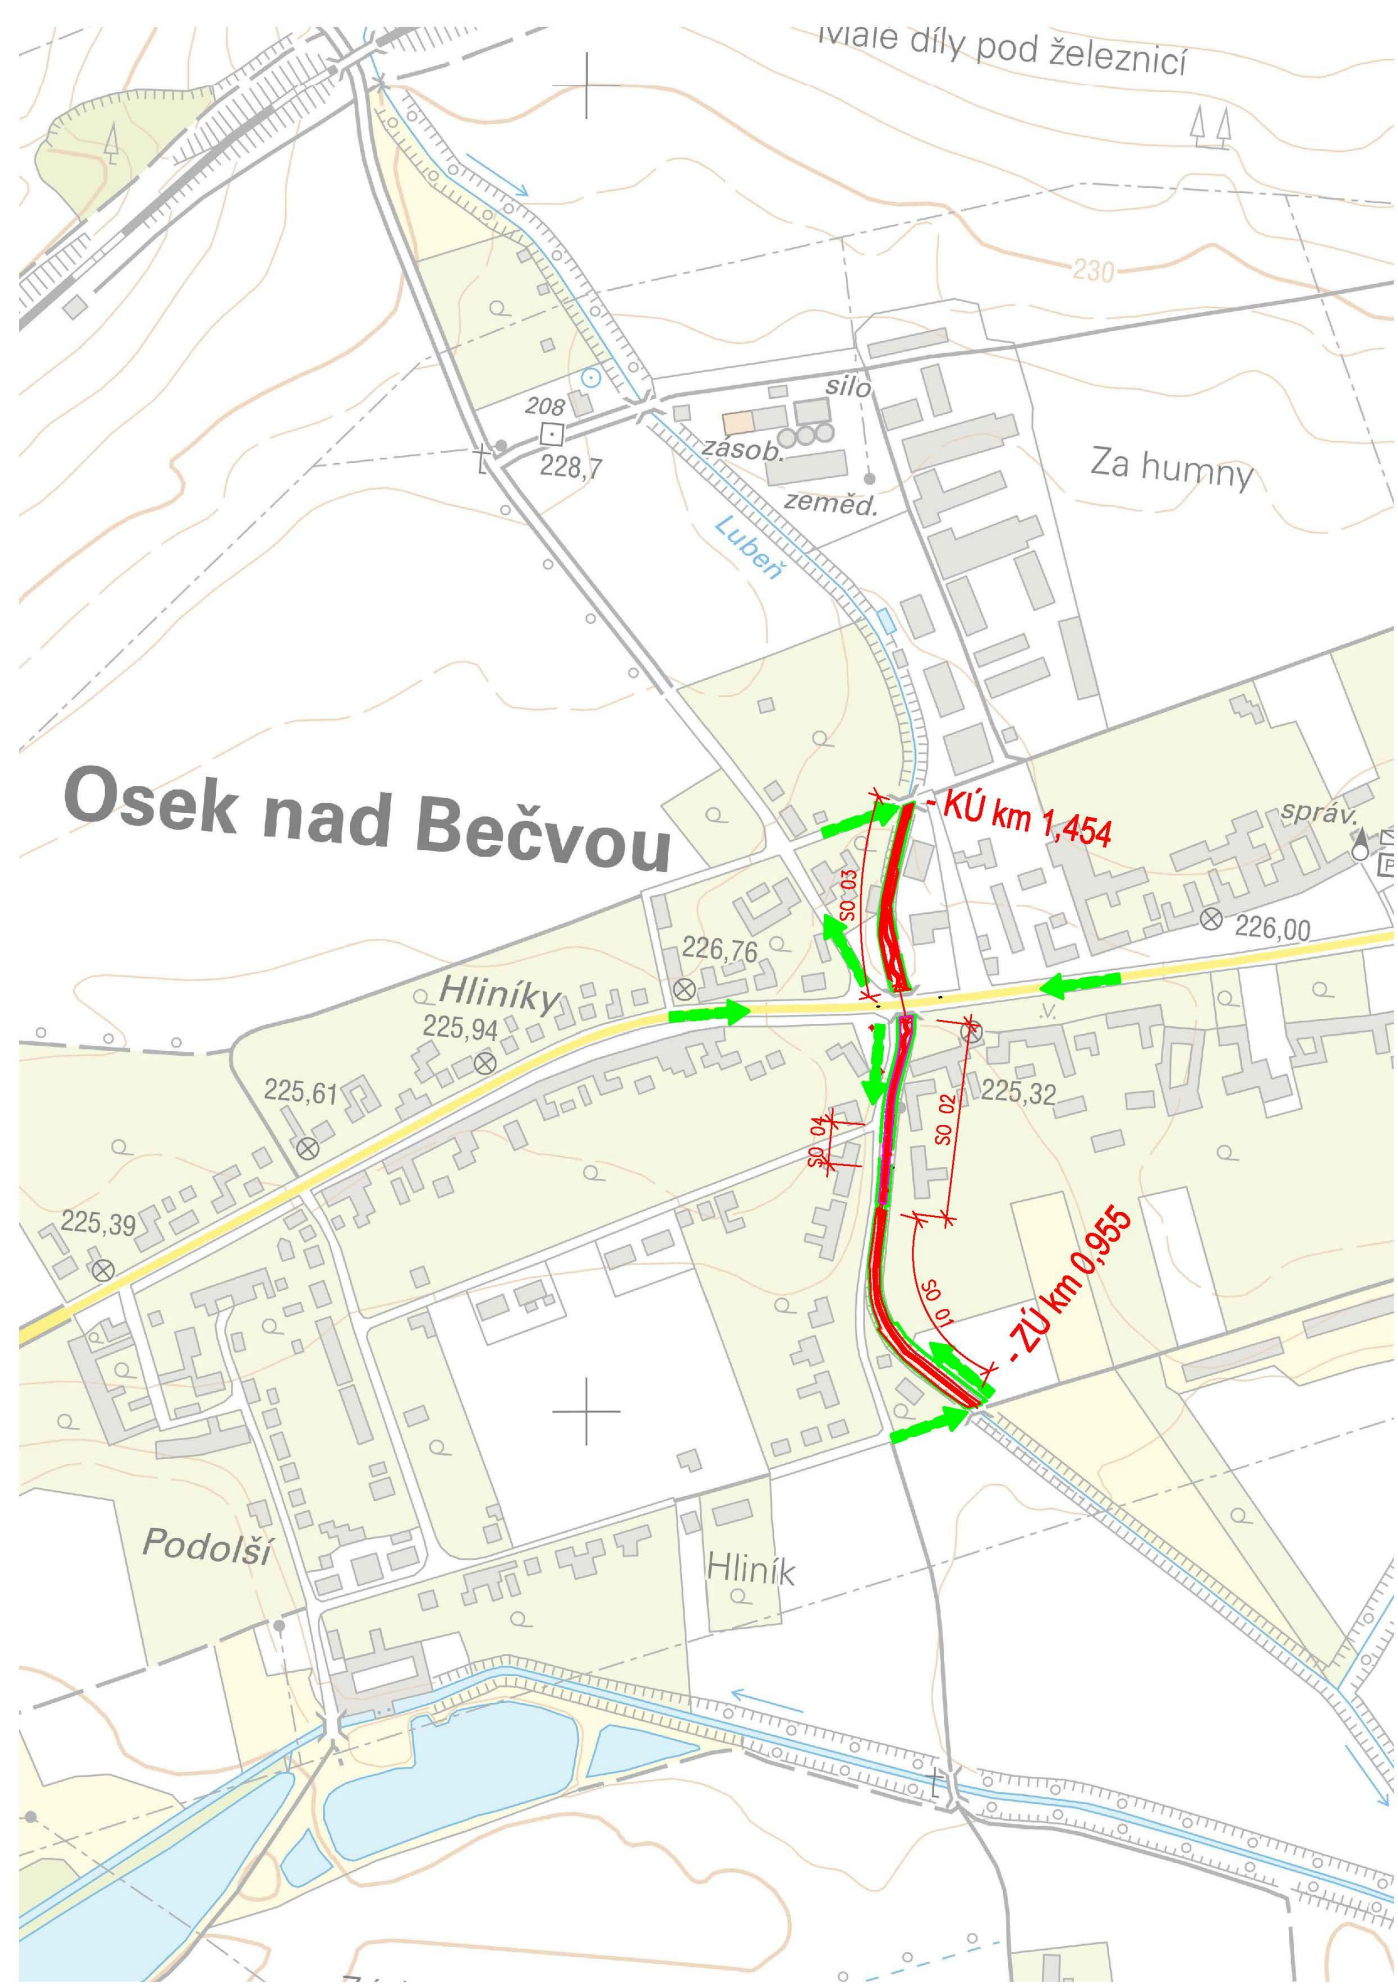 Malé díly pod železnicí
230
silo
208
zásob.
228,7
Za humny
zeměd.
Lubeň
Osek nad Bečvou
- KÚ km 1,454
správ.
P
SO 03
226,00
226,76
Hliníky
225,94
225,61
225,32
SO 02
SO 04
225,39
- ZÚ km 0,955
SO 01
Podolší
Hliník